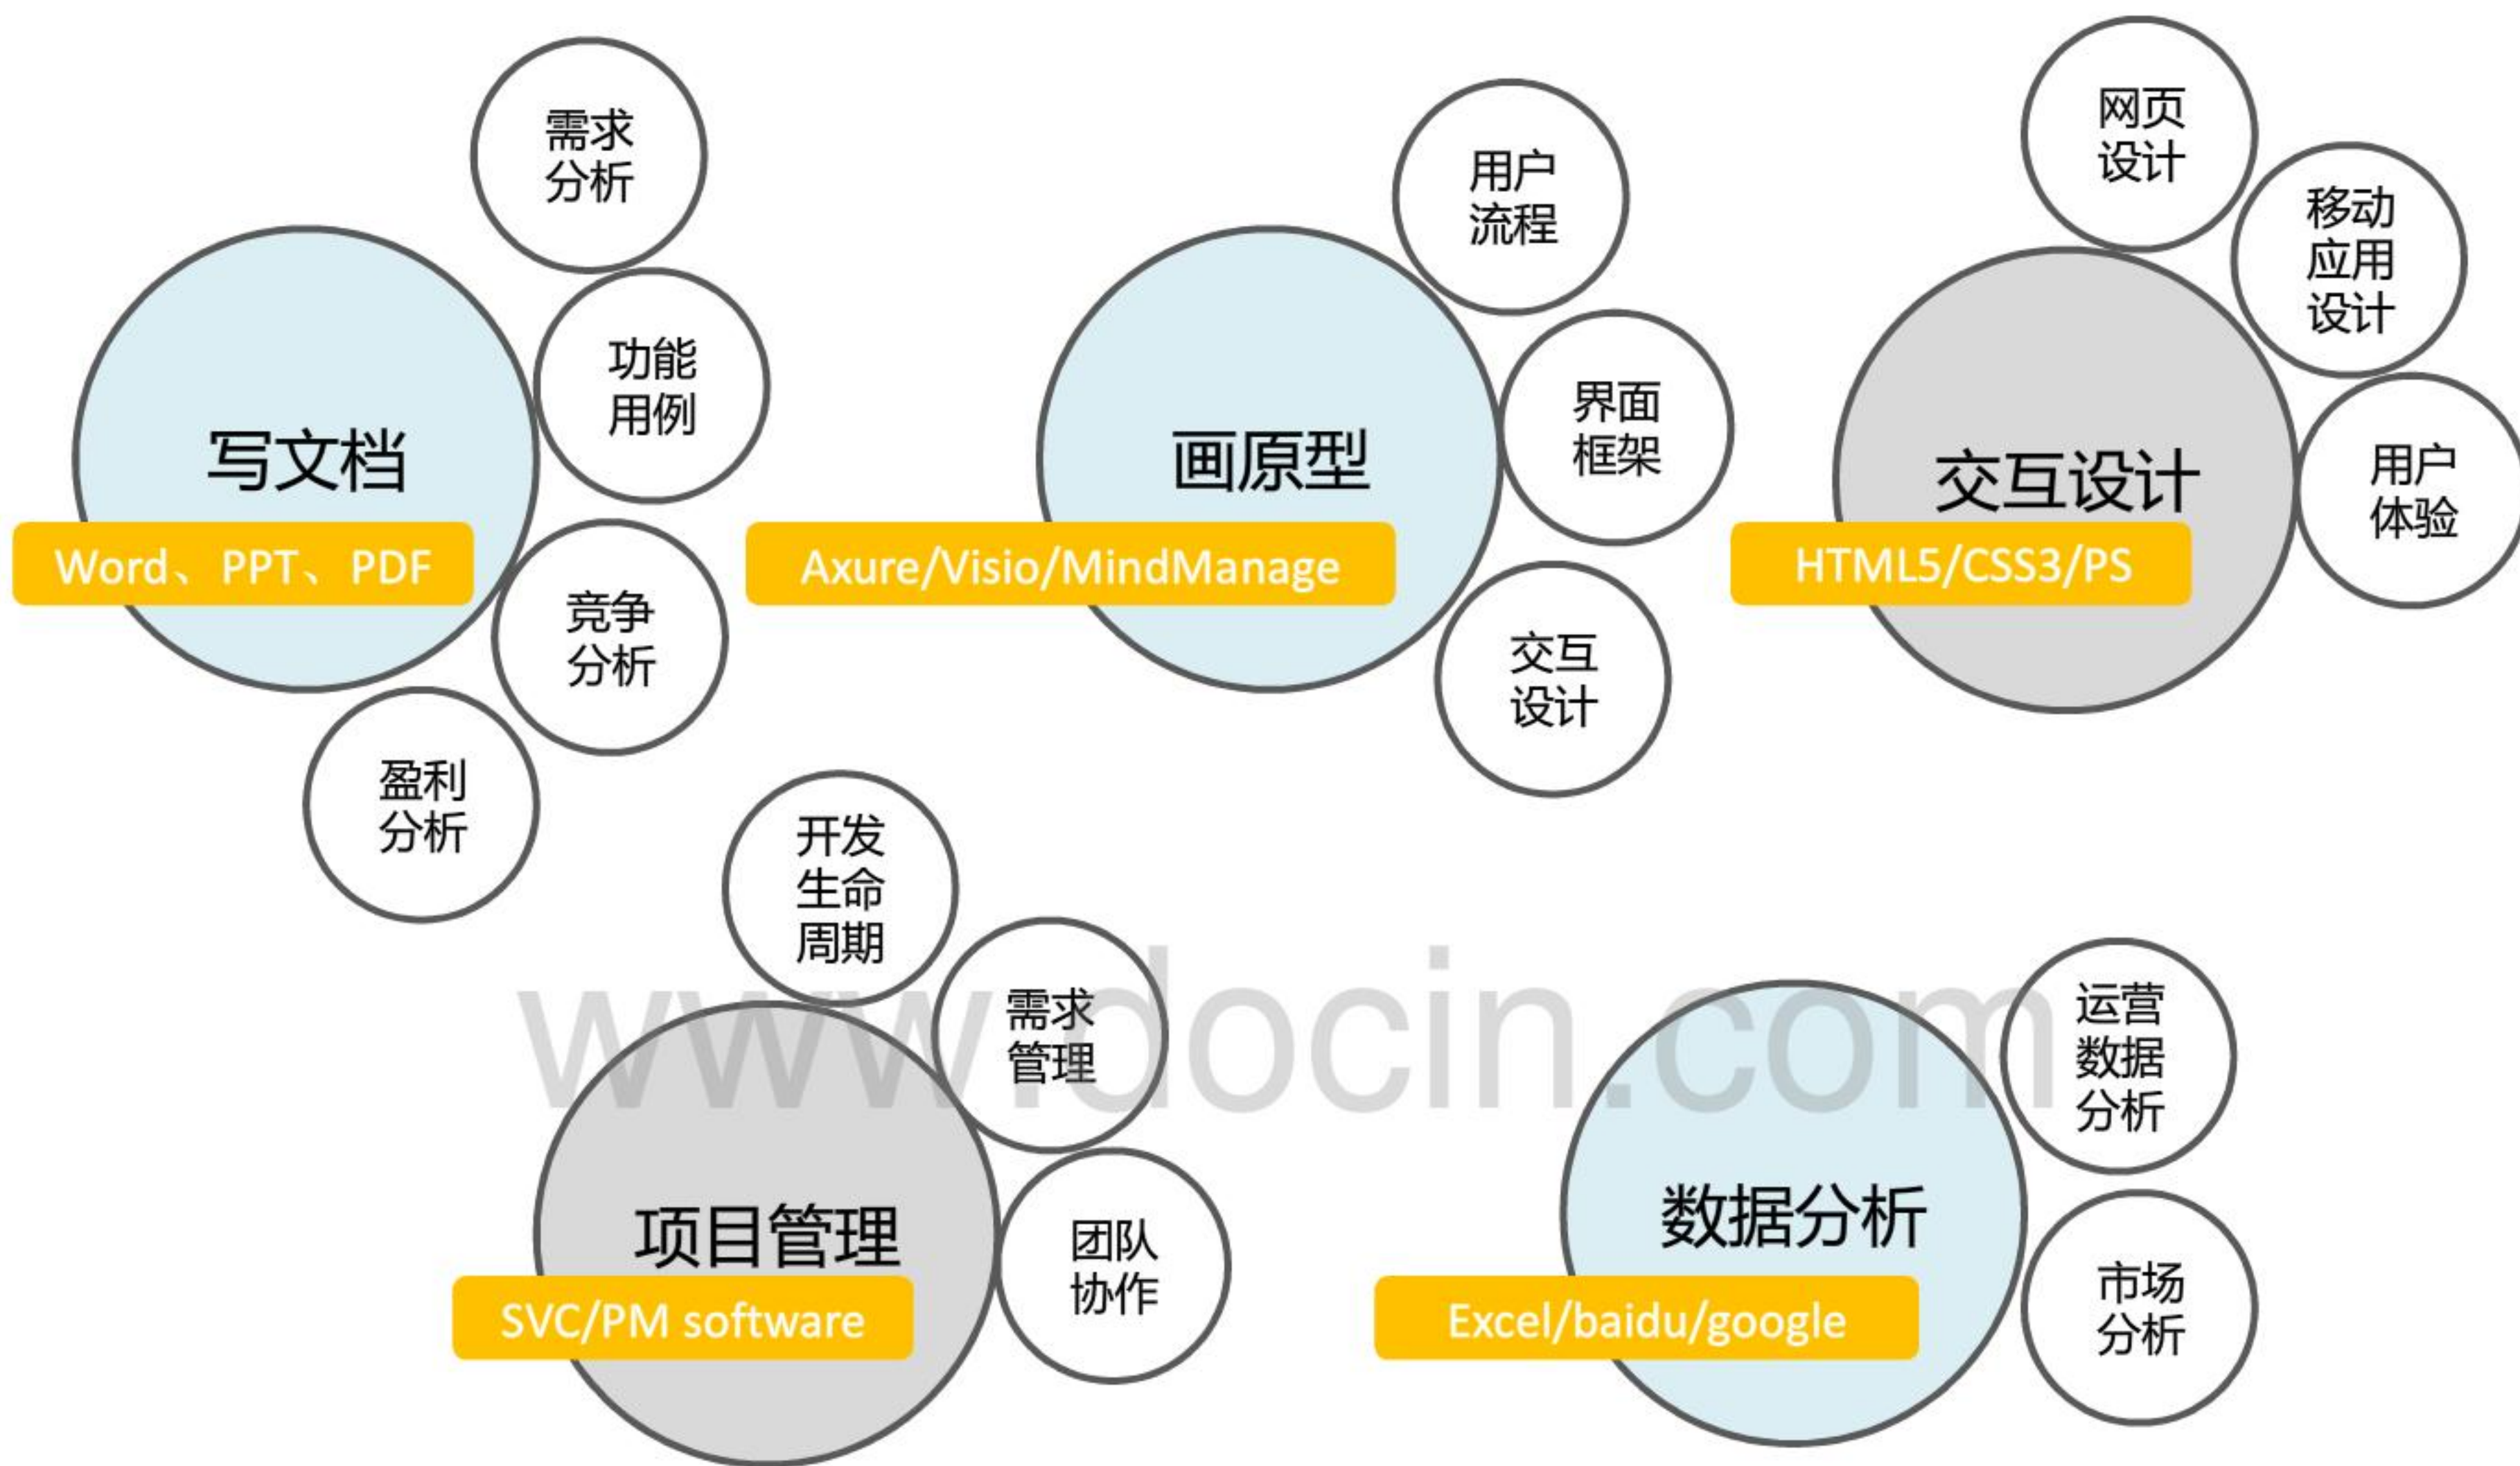 需求
分析
功能
用例
写文档
Word、PPT、PDF
竞争
分析
盈利
分析
用户
流程
界面
框架
画原型
Axure/Visio/MindManage
交互
设计
网页
设计
移动
应用
设计
用户
体验
交互设计
HTML5/CSS3/PS
开发
生命
周期
需求
管理
团队
协作
项目管理
SVC/PM software
运营
数据
分析
市场
分析
数据分析
Excel/baidu/google
www.docin.com